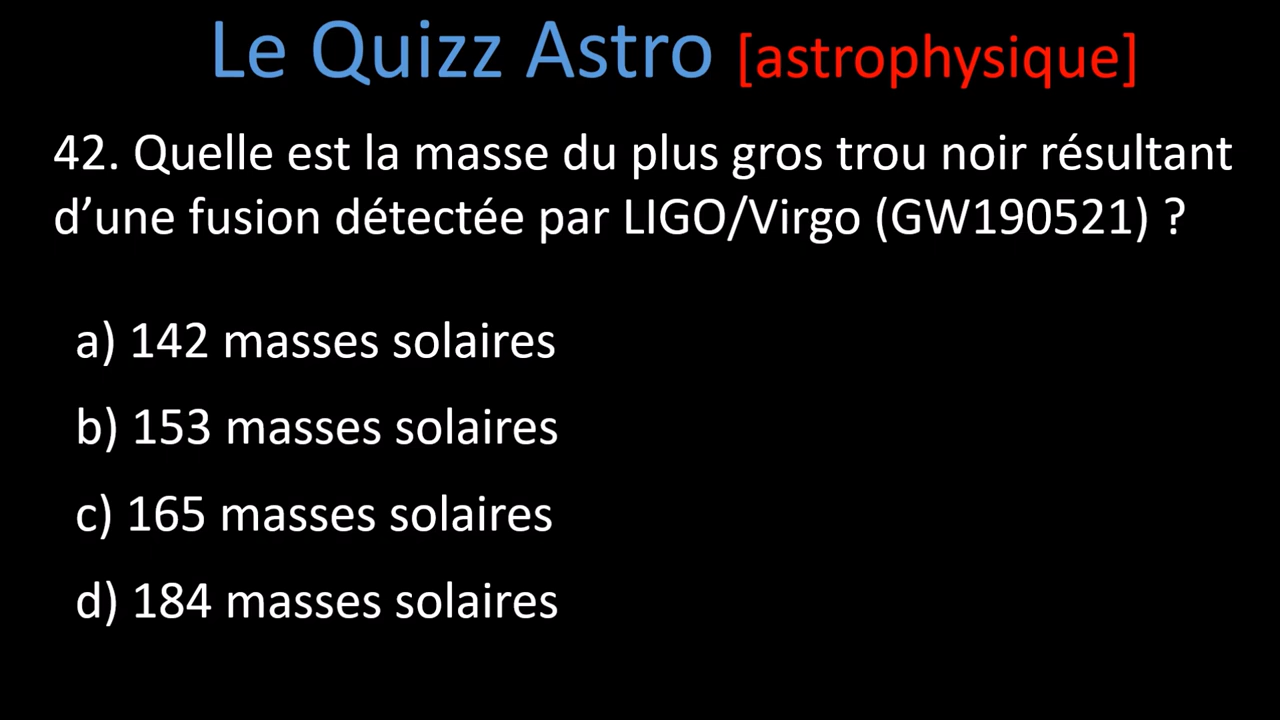 Le Quizz Astro [astrophysique]
42. Quelle est la masse du plus gros trou noir résultant
d’une fusion détectée par LIGO/Virgo (GW190521) ?
a) 142 masses solaires
b) 153 masses solaires
c) 165 masses solaires
d) 184 masses solaires